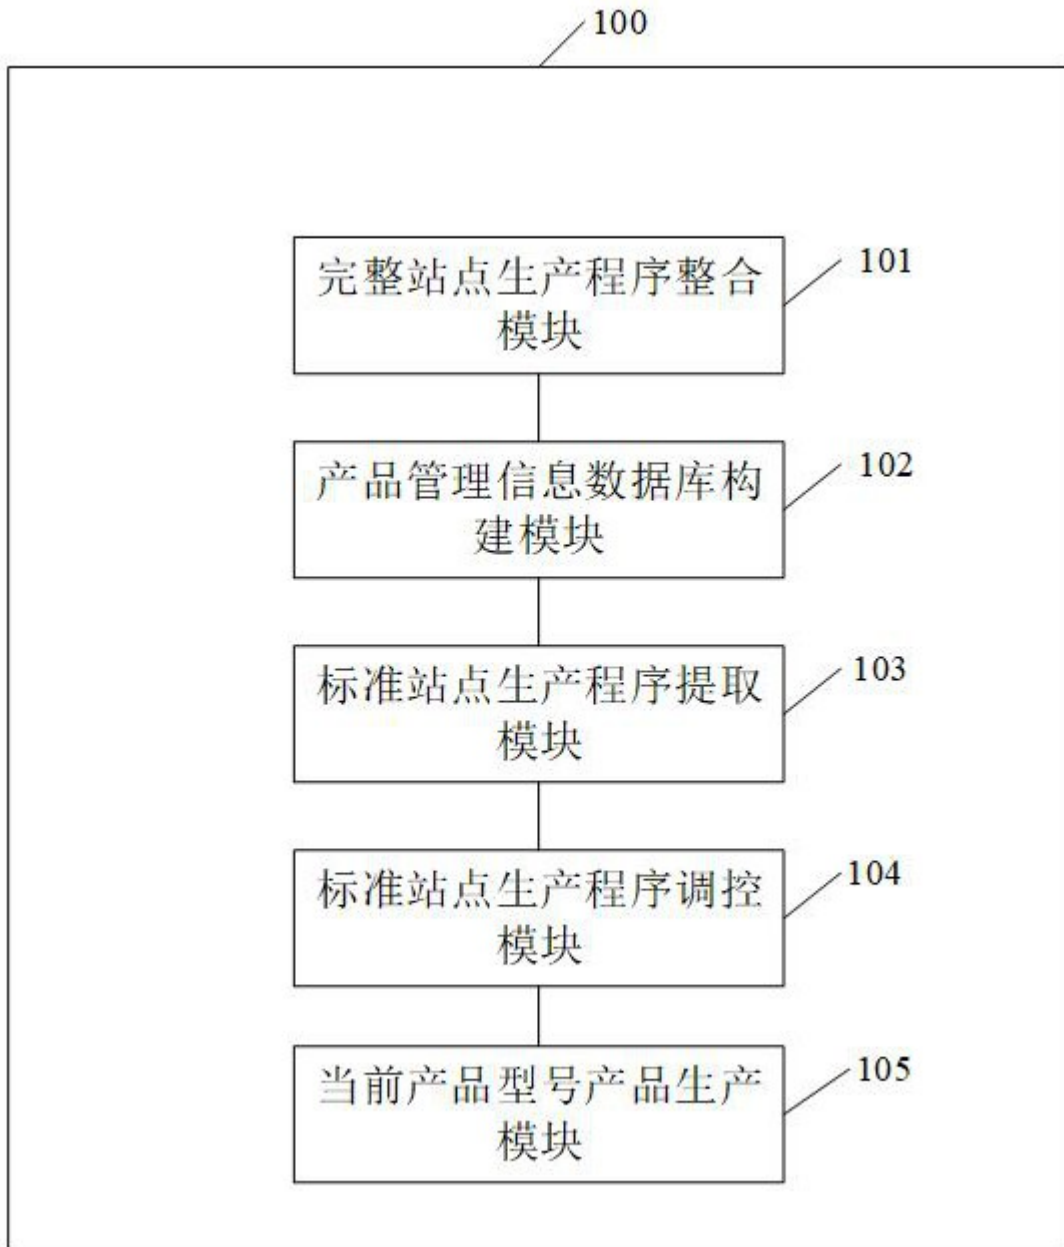 100
完整站点生产程序整合
模块
101
产品管理信息数据库构
建模块
102
标准站点生产程序提取
模块
103
标准站点生产程序调控
模块
104
当前产品型号产品生产
模块
105